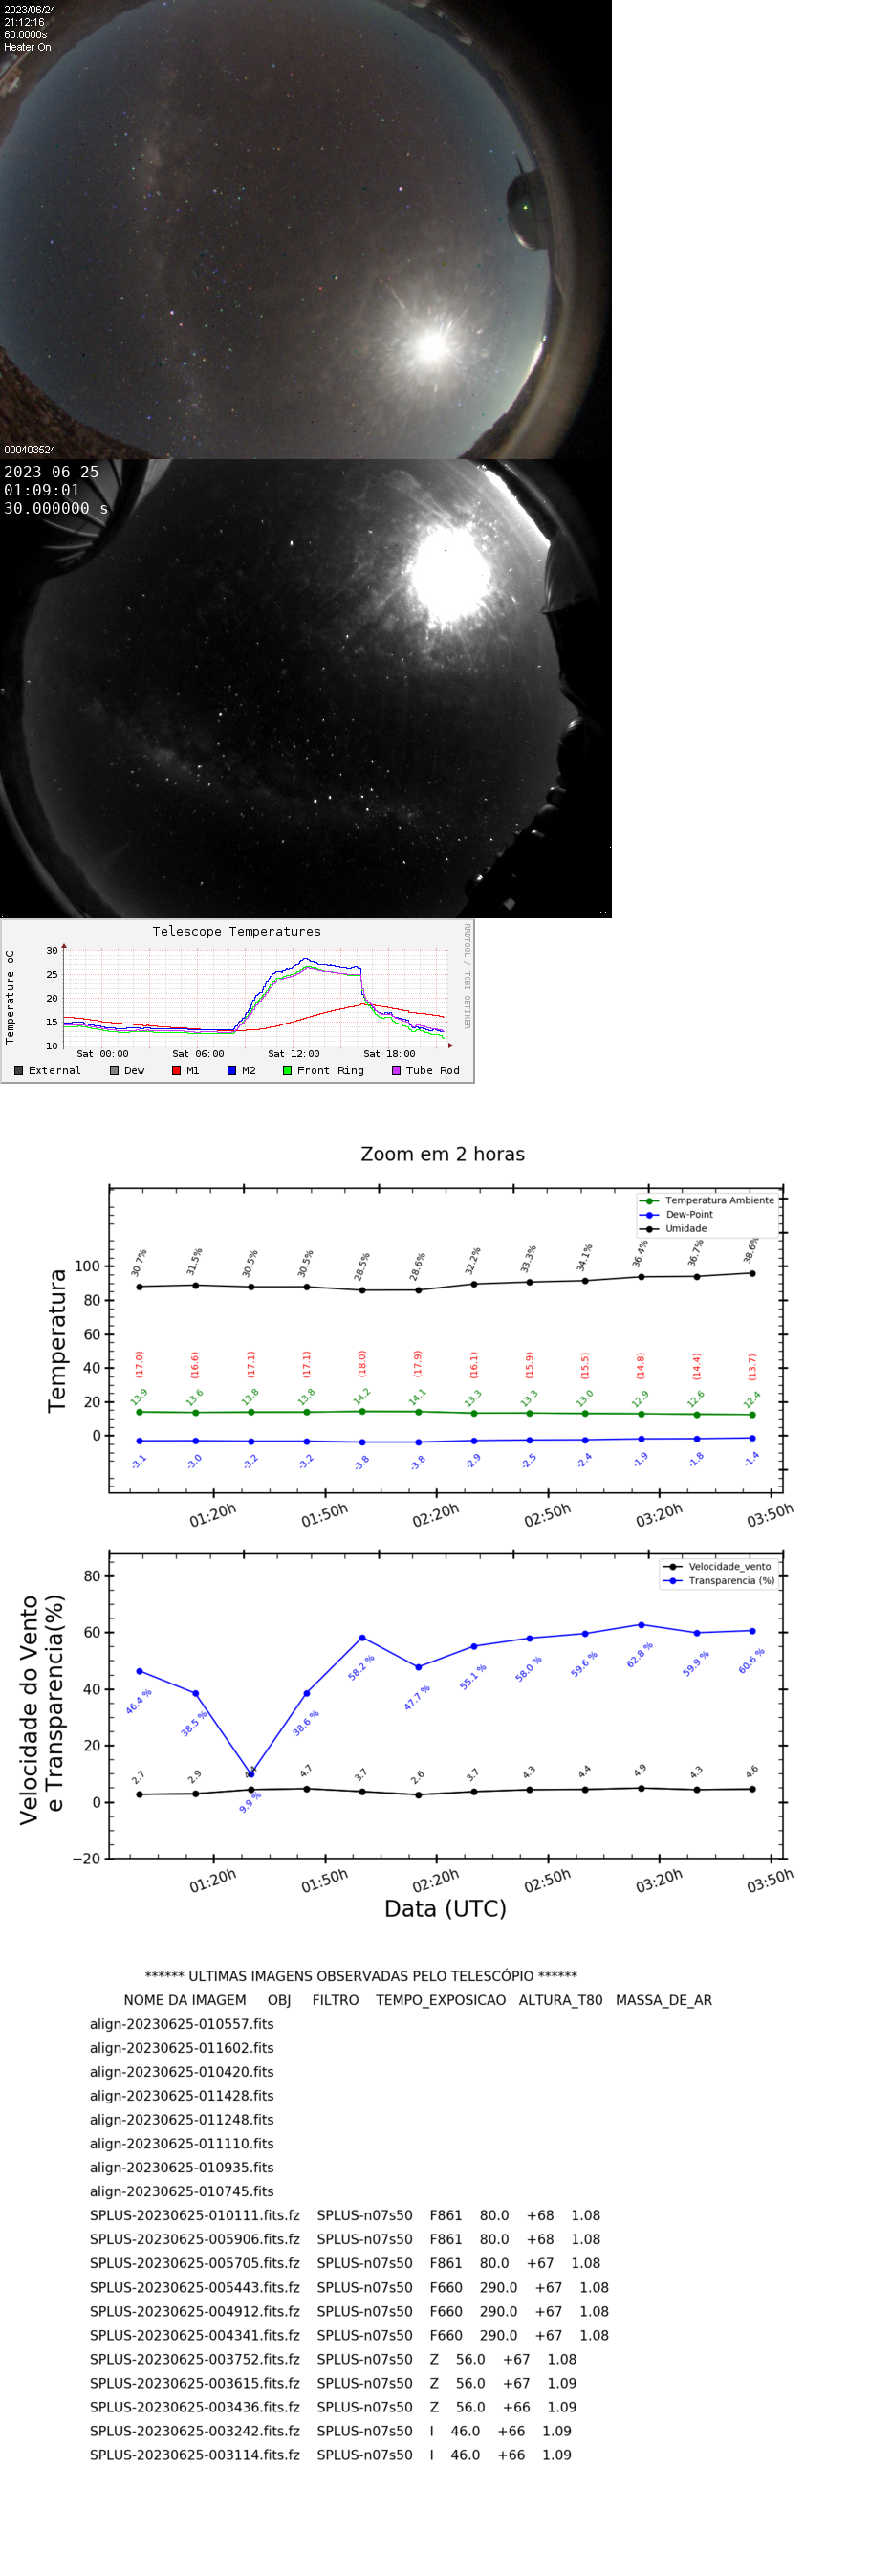 2023/06/24
21:12:16
60.0000s
Heater On
000403524
2023-06-25
01:09:01
30.000000 s
Telescope Temperatures
RRDTOOL / TOBI OETIKER
Temperature oC
30
25
20
15
10
Sat 00:00 Sat 06:00 Sat 12:00 Sat 18:00
External Dew M1 M2 Front Ring Tube Rod
Zoom em 2 horas
Temperatura Ambiente
Dew-Point
Umidade
Temperatura
100
80
60
40
20
0
30.7% 31.5% 30.5% 30.5% 28.5% 28.6% 32.2% 33.3% 34.1% 36.4% 36.7% 38.6%
(17.0) (16.6) (17.1) (17.1) (18.0) (17.9) (16.1) (15.9) (15.5) (14.8) (14.4) (13.7)
13.9 13.6 13.8 13.8 14.2 14.1 13.3 13.3 13.0 12.9 12.6 12.4
-3.1 -3.0 -3.2 -3.2 -3.8 -3.8 -2.9 -2.5 -2.4 -1.9 -1.8 -1.4
01:20h 01:50h 02:20h 02:50h 03:20h 03:50h
Velocidade_vento
Transparencia (%)
Velocidade do Vento
e Transparencia(%)
80
60
40
20
0
−20
46.4 % 38.5 % 9.9 % 38.6 % 58.2 % 47.7 % 55.1 % 58.0 % 59.6 % 62.8 % 59.9 % 60.6 %
2.7 2.9 4.7 3.7 2.6 3.7 4.3 4.4 4.9 4.3 4.6
01:20h 01:50h 02:20h 02:50h 03:20h 03:50h
Data (UTC)
****** ULTIMAS IMAGENS OBSERVADAS PELO TELESCÓPIO ******
NOME DA IMAGEM OBJ FILTRO TEMPO_EXPOSICAO ALTURA_T80 MASSA_DE_AR
align-20230625-010557.fits
align-20230625-011602.fits
align-20230625-010420.fits
align-20230625-011428.fits
align-20230625-011248.fits
align-20230625-011110.fits
align-20230625-010935.fits
align-20230625-010745.fits
SPLUS-20230625-010111.fits.fz SPLUS-n07s50 F861 80.0 +68 1.08
SPLUS-20230625-005906.fits.fz SPLUS-n07s50 F861 80.0 +68 1.08
SPLUS-20230625-005705.fits.fz SPLUS-n07s50 F861 80.0 +67 1.08
SPLUS-20230625-005443.fits.fz SPLUS-n07s50 F660 290.0 +67 1.08
SPLUS-20230625-004912.fits.fz SPLUS-n07s50 F660 290.0 +67 1.08
SPLUS-20230625-004341.fits.fz SPLUS-n07s50 F660 290.0 +67 1.08
SPLUS-20230625-003752.fits.fz SPLUS-n07s50 Z 56.0 +67 1.08
SPLUS-20230625-003615.fits.fz SPLUS-n07s50 Z 56.0 +67 1.09
SPLUS-20230625-003436.fits.fz SPLUS-n07s50 Z 56.0 +66 1.09
SPLUS-20230625-003242.fits.fz SPLUS-n07s50 I 46.0 +66 1.09
SPLUS-20230625-003114.fits.fz SPLUS-n07s50 I 46.0 +66 1.09